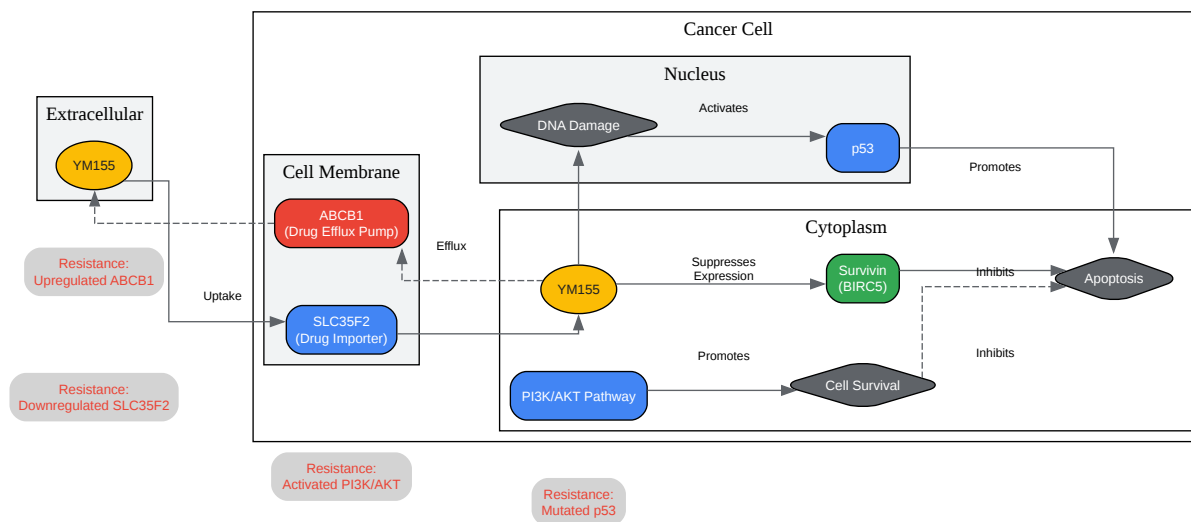 Cancer Cell
Nucleus
DNA Damage
Activates
p53
Promotes
Extracellular
YM155
Cell Membrane
ABCB1
(Drug Efflux Pump)
Efflux
Uptake
SLC35F2
(Drug Importer)
Cytoplasm
YM155
Suppresses
Expression
Survivin
(BIRC5)
Inhibits
Apoptosis
Inhibits
PI3K/AKT Pathway
Promotes
Cell Survival
Resistance:
Upregulated ABCB1
Resistance:
Downregulated SLC35F2
Resistance:
Activated PI3K/AKT
Resistance:
Mutated p53